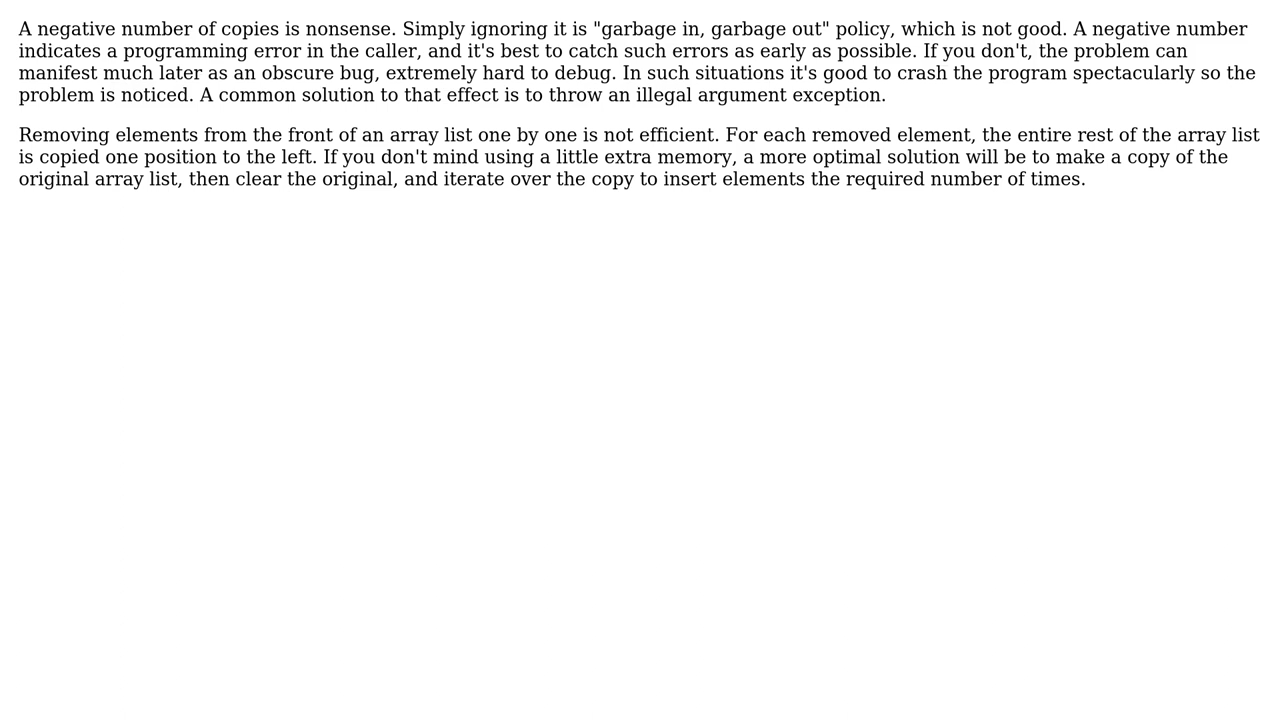 A negative number of copies is nonsense. Simply ignoring it is "garbage in, garbage out" policy, which is not good. A negative number
indicates a programming error in the caller, and it's best to catch such errors as early as possible. If you don't, the problem can
manifest much later as an obscure bug, extremely hard to debug. In such situations it's good to crash the program spectacularly so the
problem is noticed. A common solution to that effect is to throw an illegal argument exception.
Removing elements from the front of an array list one by one is not efficient. For each removed element, the entire rest of the array list
is copied one position to the left. If you don't mind using a little extra memory, a more optimal solution will be to make a copy of the
original array list, then clear the original, and iterate over the copy to insert elements the required number of times.